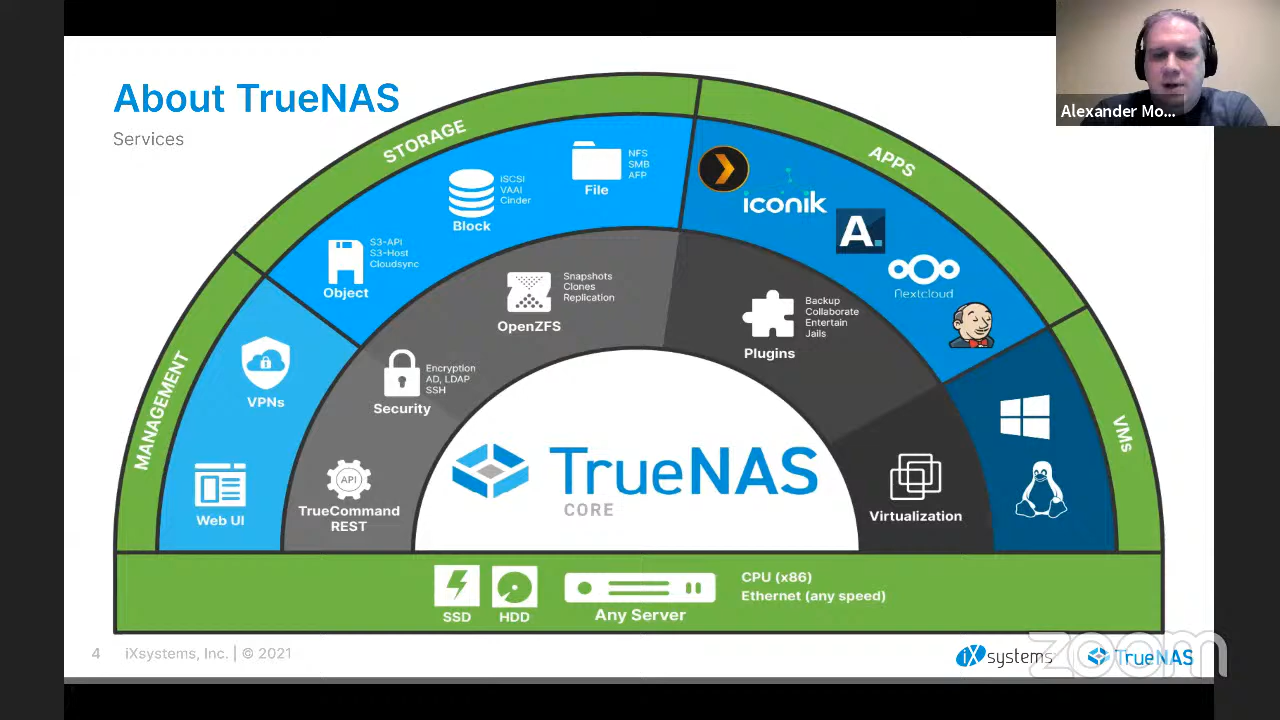 About TrueNAS
Services
Alexander Mo...
STORAGE
APPS
MANAGEMENT
VMs
File
NFS
SMB
AFP
Block
iSCSI
VAAI
Cinder
Object
S3-API
S3-Host
Cloudsync
iconik
A.
nextcloud
OpenZFS
Snapshots
Clones
Replication
Plugins
Backup
Collaborate
Entertain
Jails
Security
Encryption
AD, LDAP
SSH
VPNs
Web UI
API
TrueCommand
REST
Virtualization
TrueNAS
CORE
SSD
HDD
Any Server
CPU (x86)
Ethernet (any speed)
4
iXsystems, Inc. | © 2021
iXsystems
TrueNAS
zoom